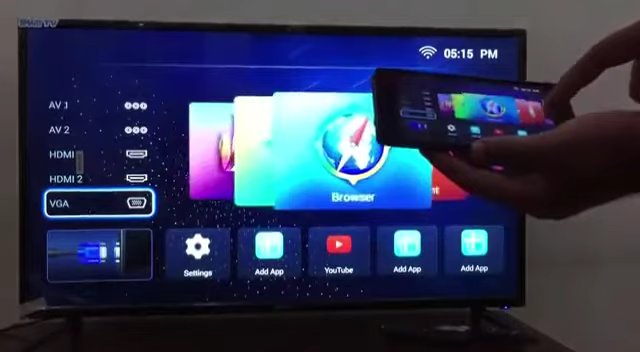 05:15 PM
AV 1
AV 2
HDMI
HDMI 2
VGA
Browser
Settings
Add App
YouTube
Add App
Add App